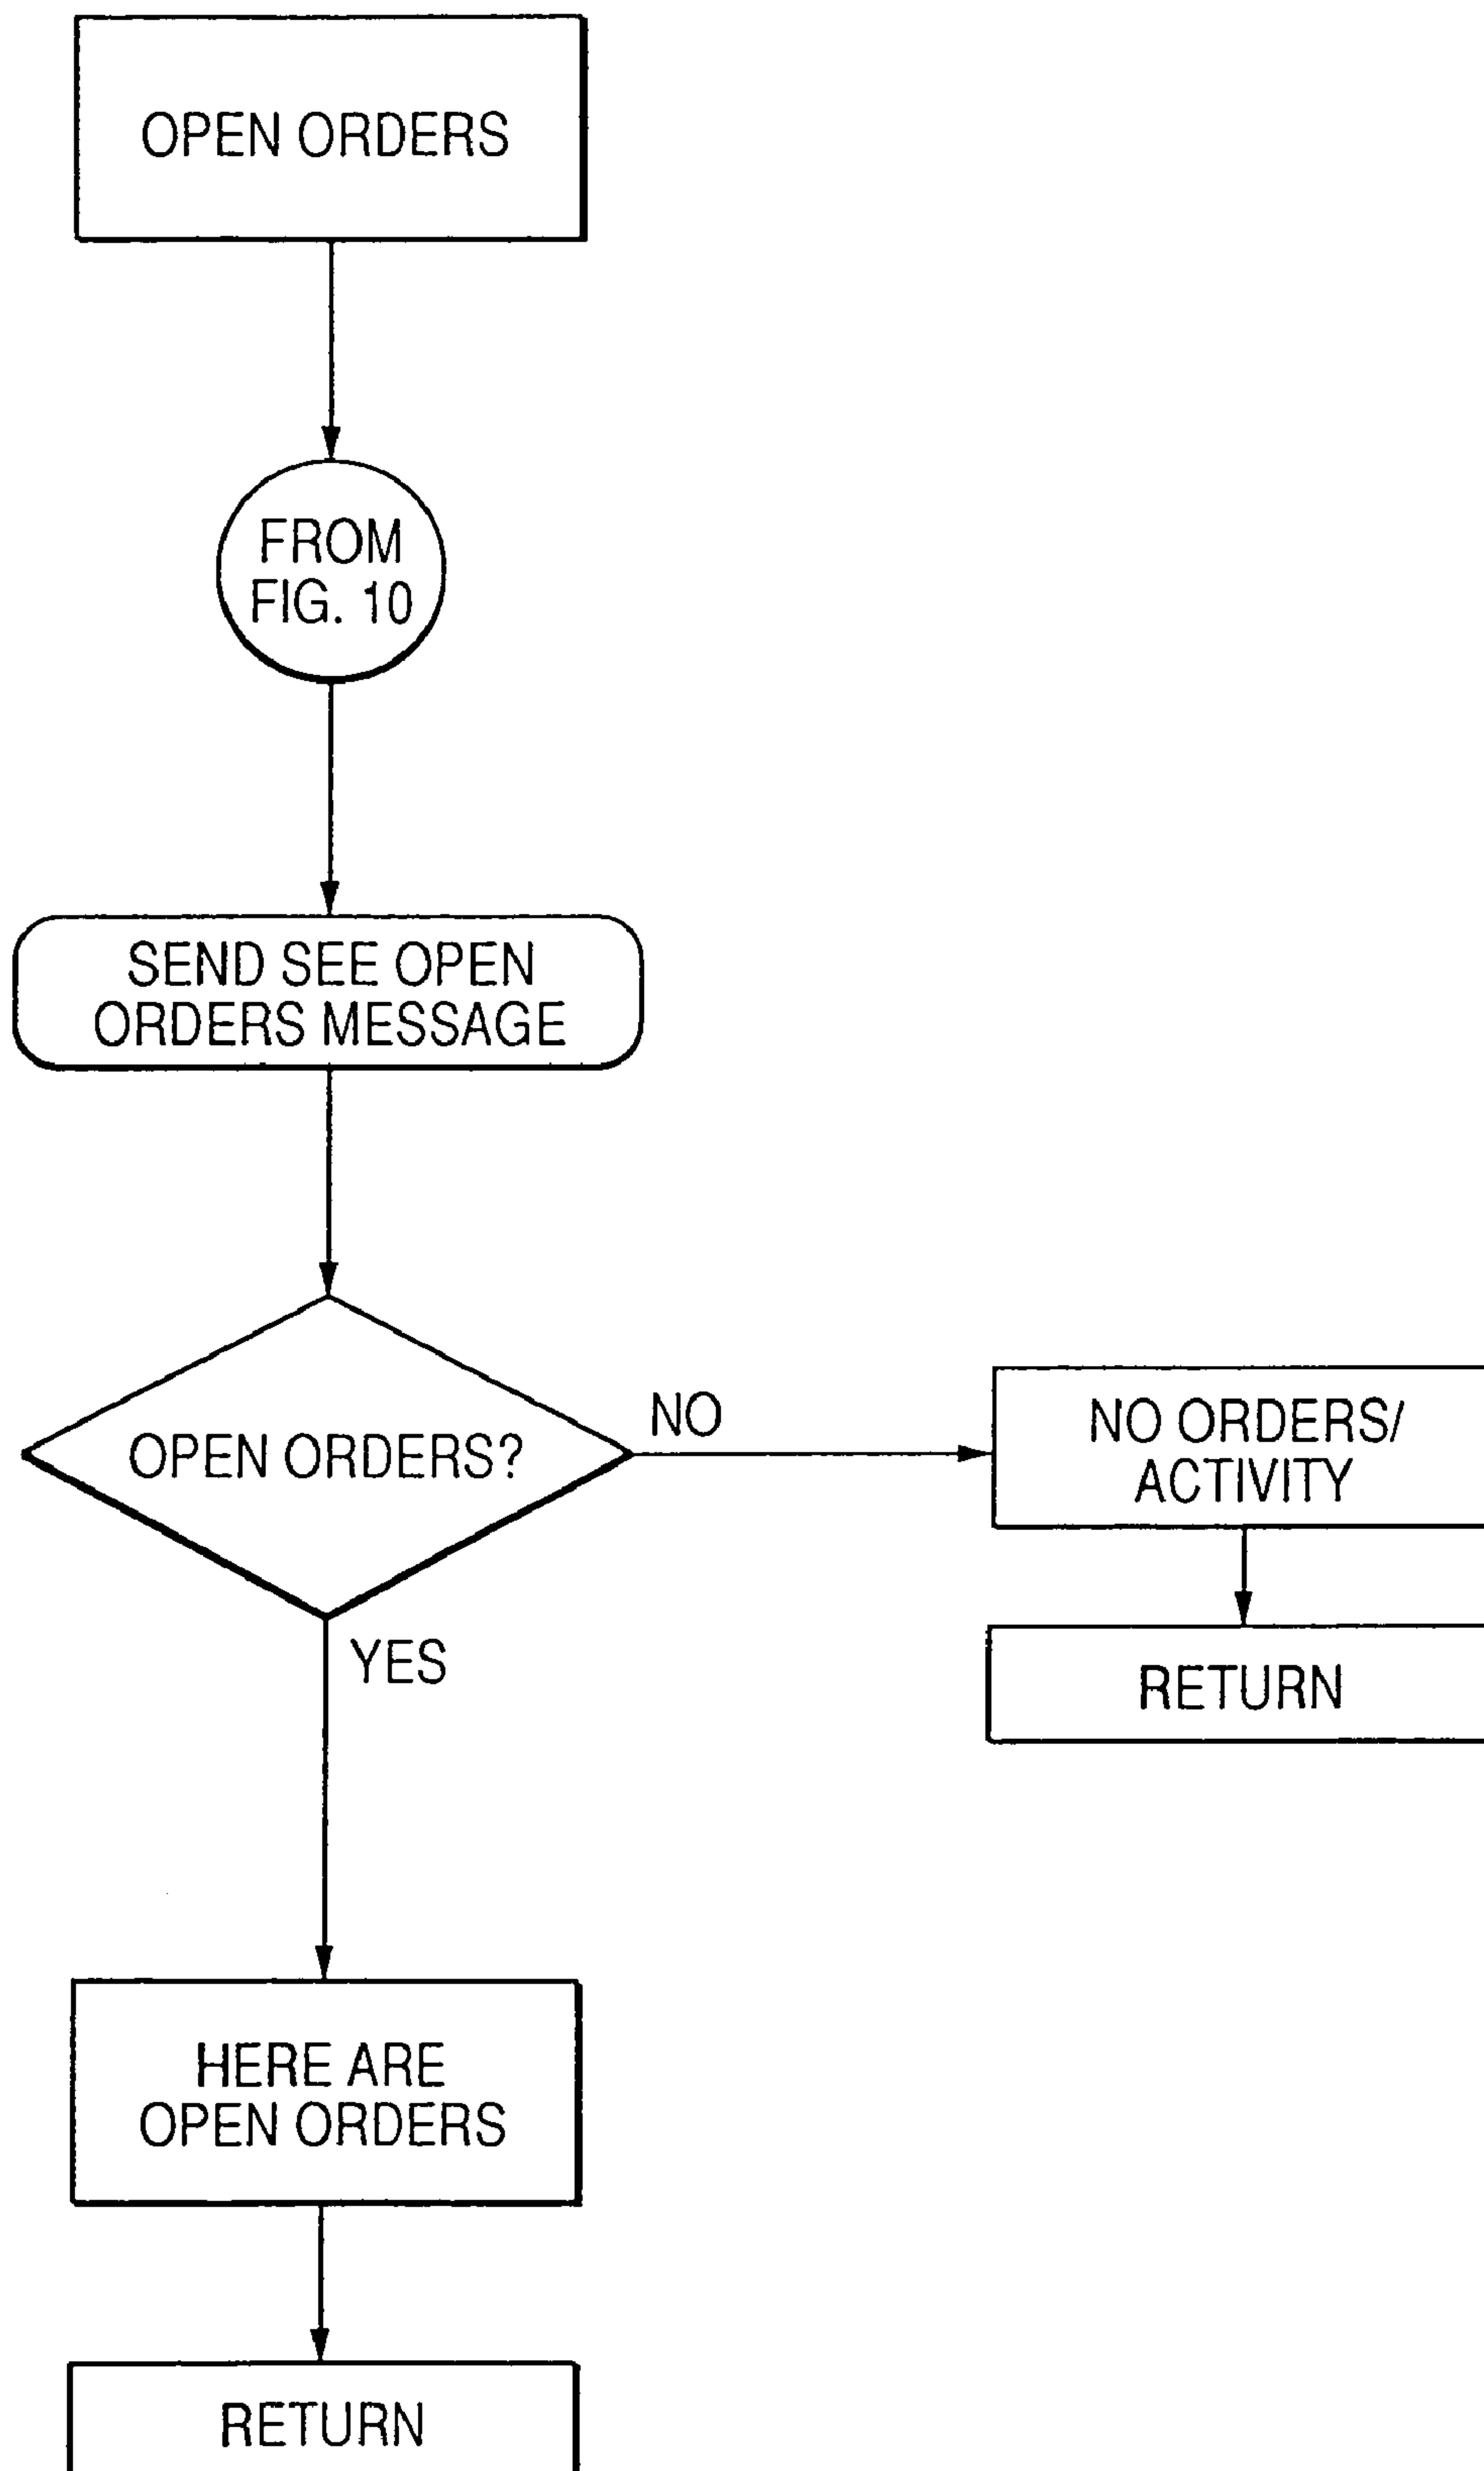 OPEN ORDERS
FROM
FIG. 10
SEND SEE OPEN
ORDERS MESSAGE
OPEN ORDERS?
NO
NO ORDERS/
ACTIVITY
YES
RETURN
HERE ARE
OPEN ORDERS
RETURN